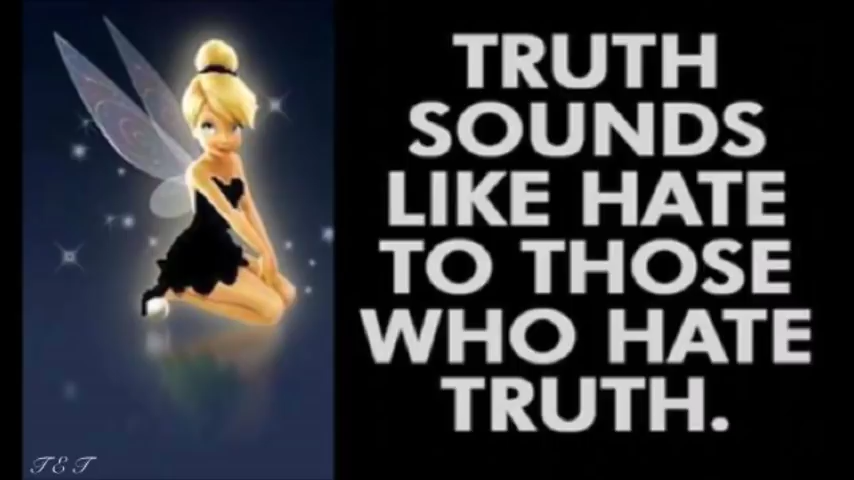 TRUTH
SOUNDS
LIKE HATE
TO THOSE
WHO HATE
TRUTH.
T&T